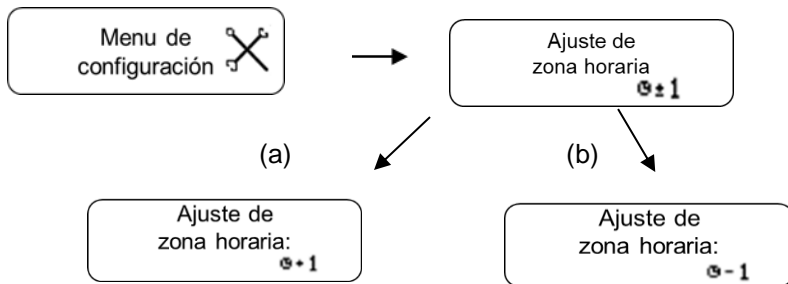 Menu de
configuración
Ajuste de
zona horaria
± 1
(a)
(b)
Ajuste de
zona horaria:
+ 1
Ajuste de
zona horaria:
- 1